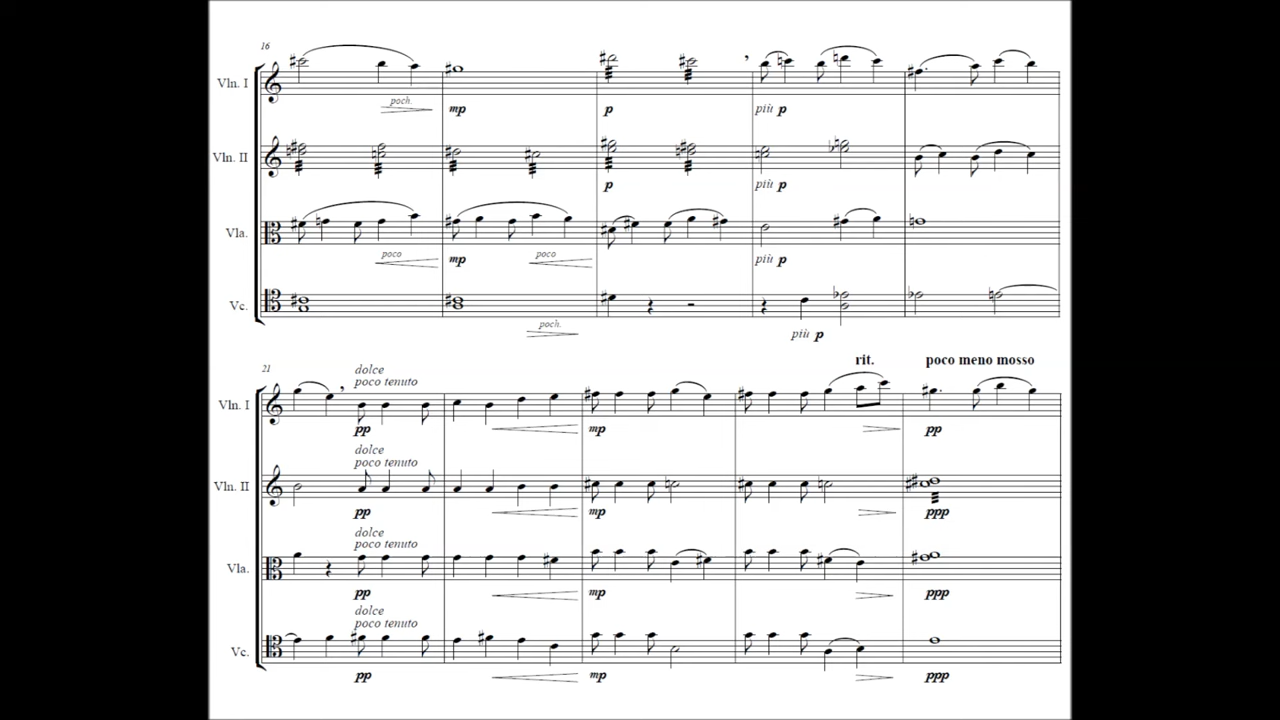 16
Vln. I
poch.
mp
p
più p
Vln. II
p
più p
Vla.
poco
mp
poco
più p
Vc.
poch.
più p
rit.
poco meno mosso
21
dolce
poco tenuto
Vln. I
pp
mp
pp
dolce
poco tenuto
Vln. II
pp
mp
ppp
dolce
poco tenuto
Vla.
pp
mp
ppp
dolce
poco tenuto
Vc.
pp
mp
ppp